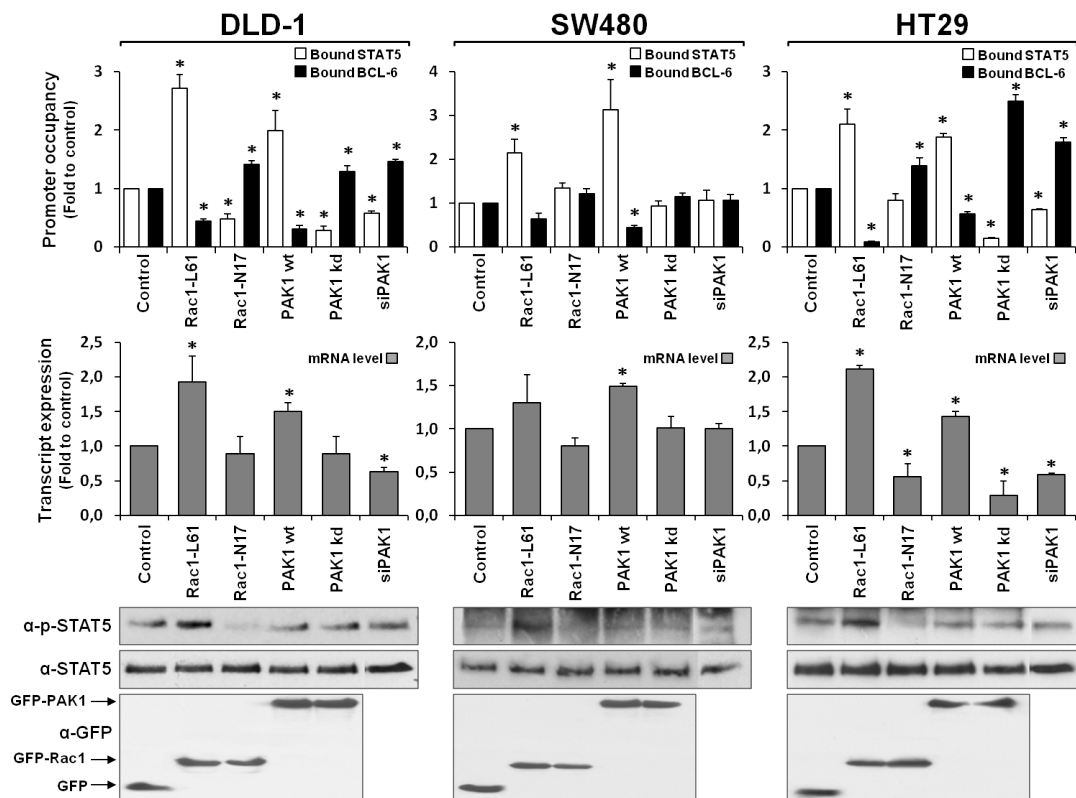 DLD-1
SW480
HT29
Promoter occupancy
(Fold to control)
3
2
1
0
*
*
*
*
*
*
*
*
*
*
Bound STAT5
Bound BCL-6
Control
Rac1-L61
Rac1-N17
PAK1 wt
PAK1 kd
siPAK1
4
3
2
1
0
*
*
*
Bound STAT5
Bound BCL-6
Control
Rac1-L61
Rac1-N17
PAK1 wt
PAK1 kd
siPAK1
3
2
1
0
*
*
*
*
*
*
*
*
*
Bound STAT5
Bound BCL-6
Control
Rac1-L61
Rac1-N17
PAK1 wt
PAK1 kd
siPAK1
Transcript expression
(Fold to control)
2,5
2,0
1,5
1,0
0,5
0,0
*
*
*
mRNA level
Control
Rac1-L61
Rac1-N17
PAK1 wt
PAK1 kd
siPAK1
2,0
1,5
1,0
0,5
0,0
*
mRNA level
Control
Rac1-L61
Rac1-N17
PAK1 wt
PAK1 kd
siPAK1
2,5
2,0
1,5
1,0
0,5
0,0
*
*
*
*
*
mRNA level
Control
Rac1-L61
Rac1-N17
PAK1 wt
PAK1 kd
siPAK1
α-p-STAT5
α-STAT5
GFP-PAK1
α-GFP
GFP-Rac1
GFP